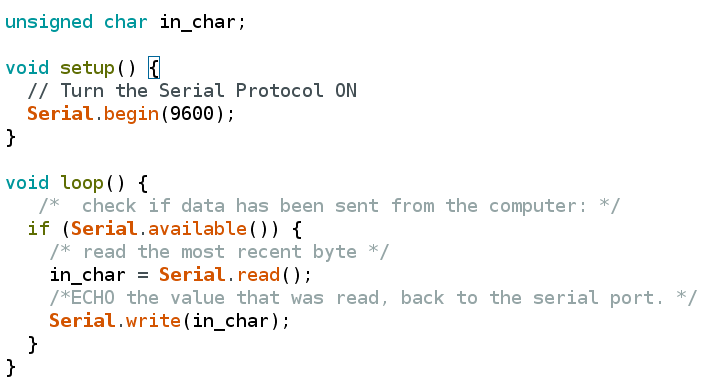 unsigned char in_char;

void setup() {
  // Turn the Serial Protocol ON
  Serial.begin(9600);
}

void loop() {
   /*  check if data has been sent from the computer: */
  if (Serial.available()) {
    /* read the most recent byte */
    in_char = Serial.read();
    /*ECHO the value that was read, back to the serial port. */
    Serial.write(in_char);
  }
}